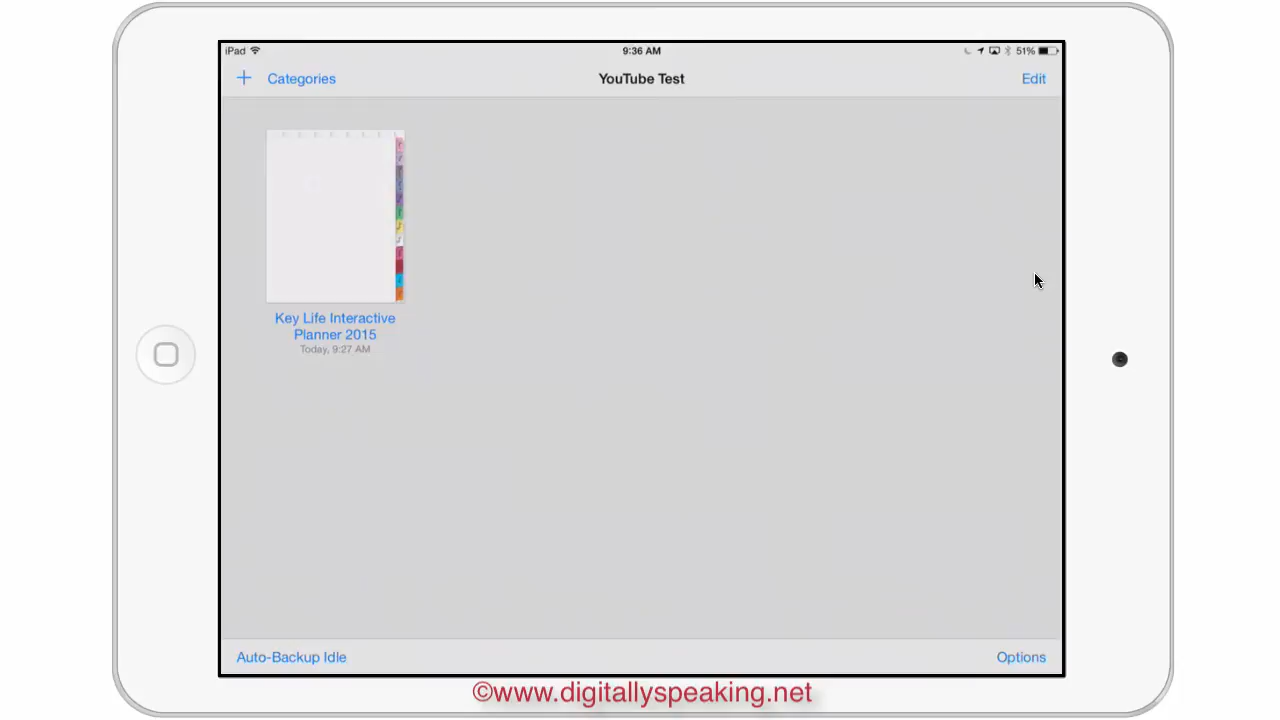 iPad 9:36 AM 51%
+ Categories YouTube Test Edit
Key Life Interactive
Planner 2015
Today, 9:27 AM
Auto-Backup Idle Options
©www.digitallyspeaking.net